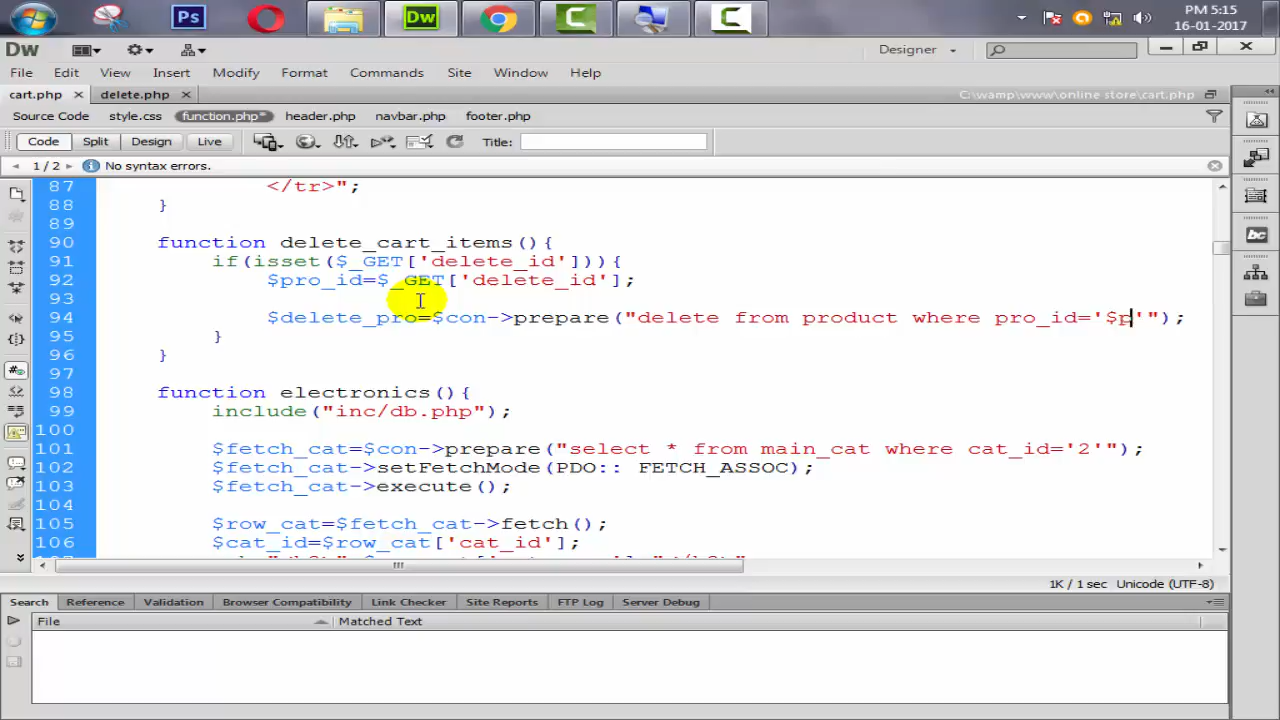 Ps
Dw
PM 5:15
16-01-2017
Dw
Designer
File Edit View Insert Modify Format Commands Site Window Help
cart.php × delete.php × C:\wamp\www\online store\cart.php
Source Code style.css function.php* header.php navbar.php footer.php
Code Split Design Live Title:
1 / 2 No syntax errors.
87 </tr>";
88 }
89
90 function delete_cart_items(){
91 if(isset($_GET['delete_id'])){
92 $pro_id=$_GET['delete_id'];
93
94 $delete_pro=$con->prepare("delete from product where pro_id='$p'");
95 }
96 }
97
98 function electronics(){
99 include("inc/db.php");
100
101 $fetch_cat=$con->prepare("select * from main_cat where cat_id='2'");
102 $fetch_cat->setFetchMode(PDO:: FETCH_ASSOC);
103 $fetch_cat->execute();
104
105 $row_cat=$fetch_cat->fetch();
106 $cat_id=$row_cat['cat_id'];
1K / 1 sec Unicode (UTF-8)
Search Reference Validation Browser Compatibility Link Checker Site Reports FTP Log Server Debug
File Matched Text